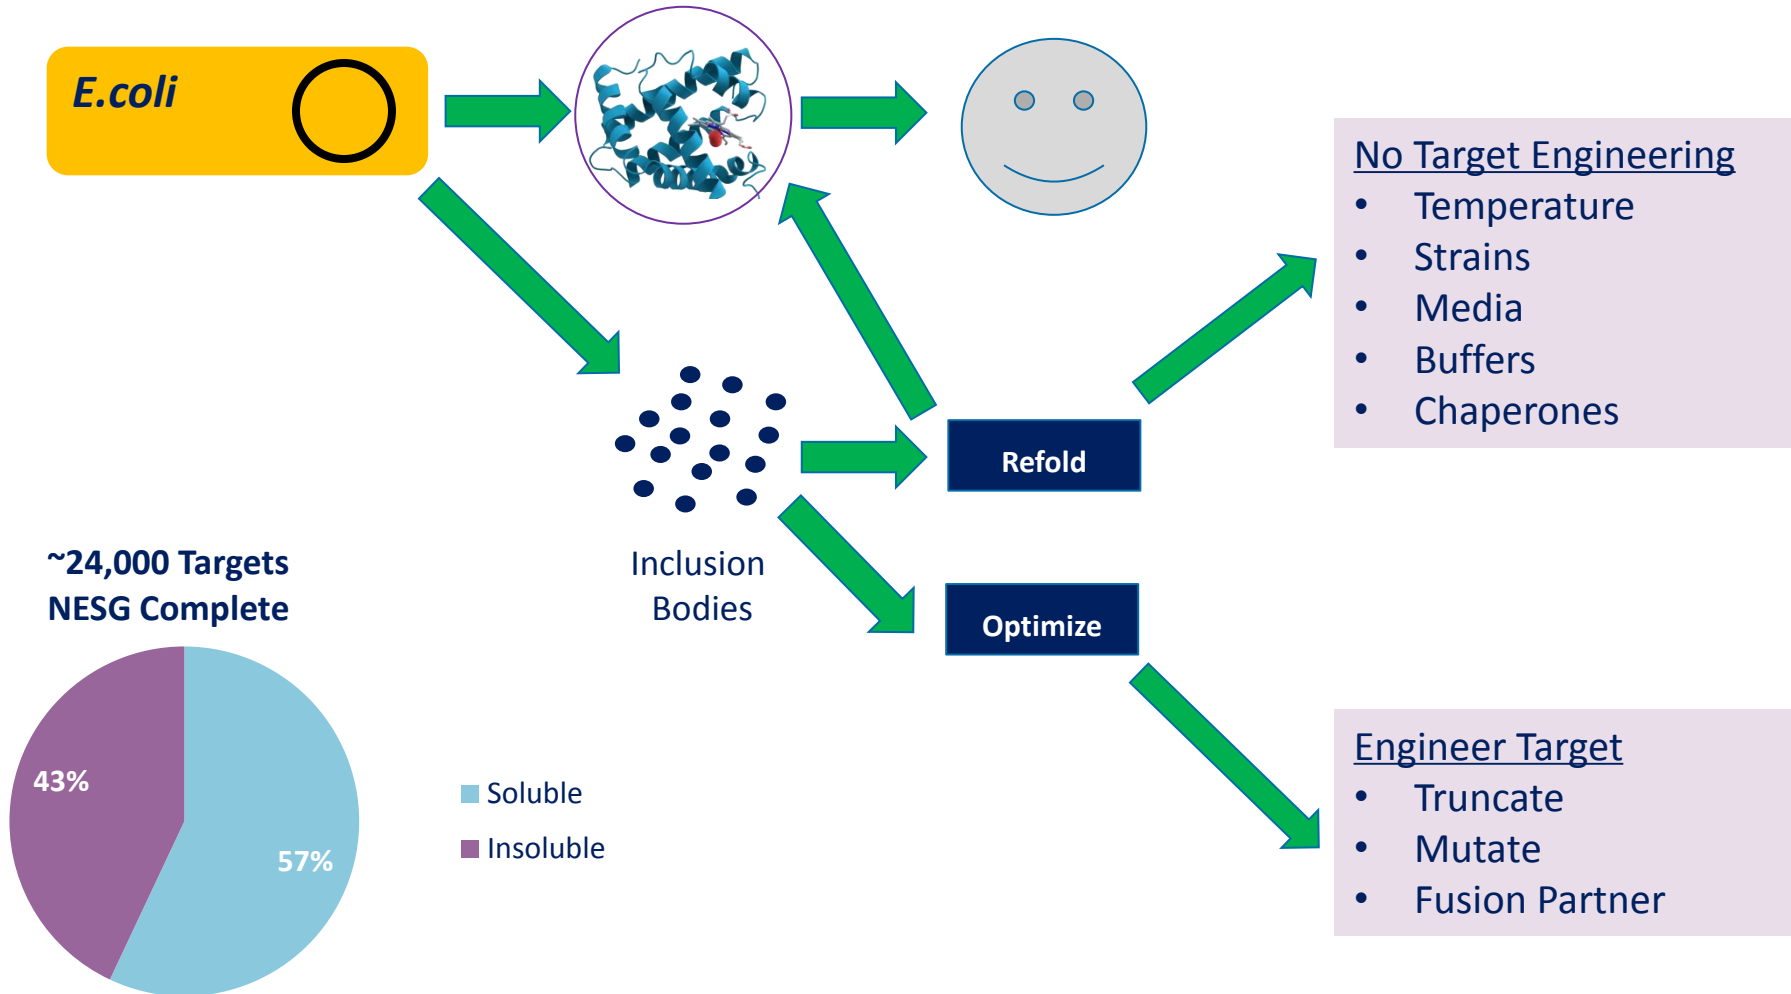 E.coli
No Target Engineering
• Temperature
• Strains
• Media
• Buffers
• Chaperones
Refold
Inclusion
Bodies
Optimize
~24,000 Targets
NESG Complete
43%
57%
Soluble
Insoluble
Engineer Target
• Truncate
• Mutate
• Fusion Partner